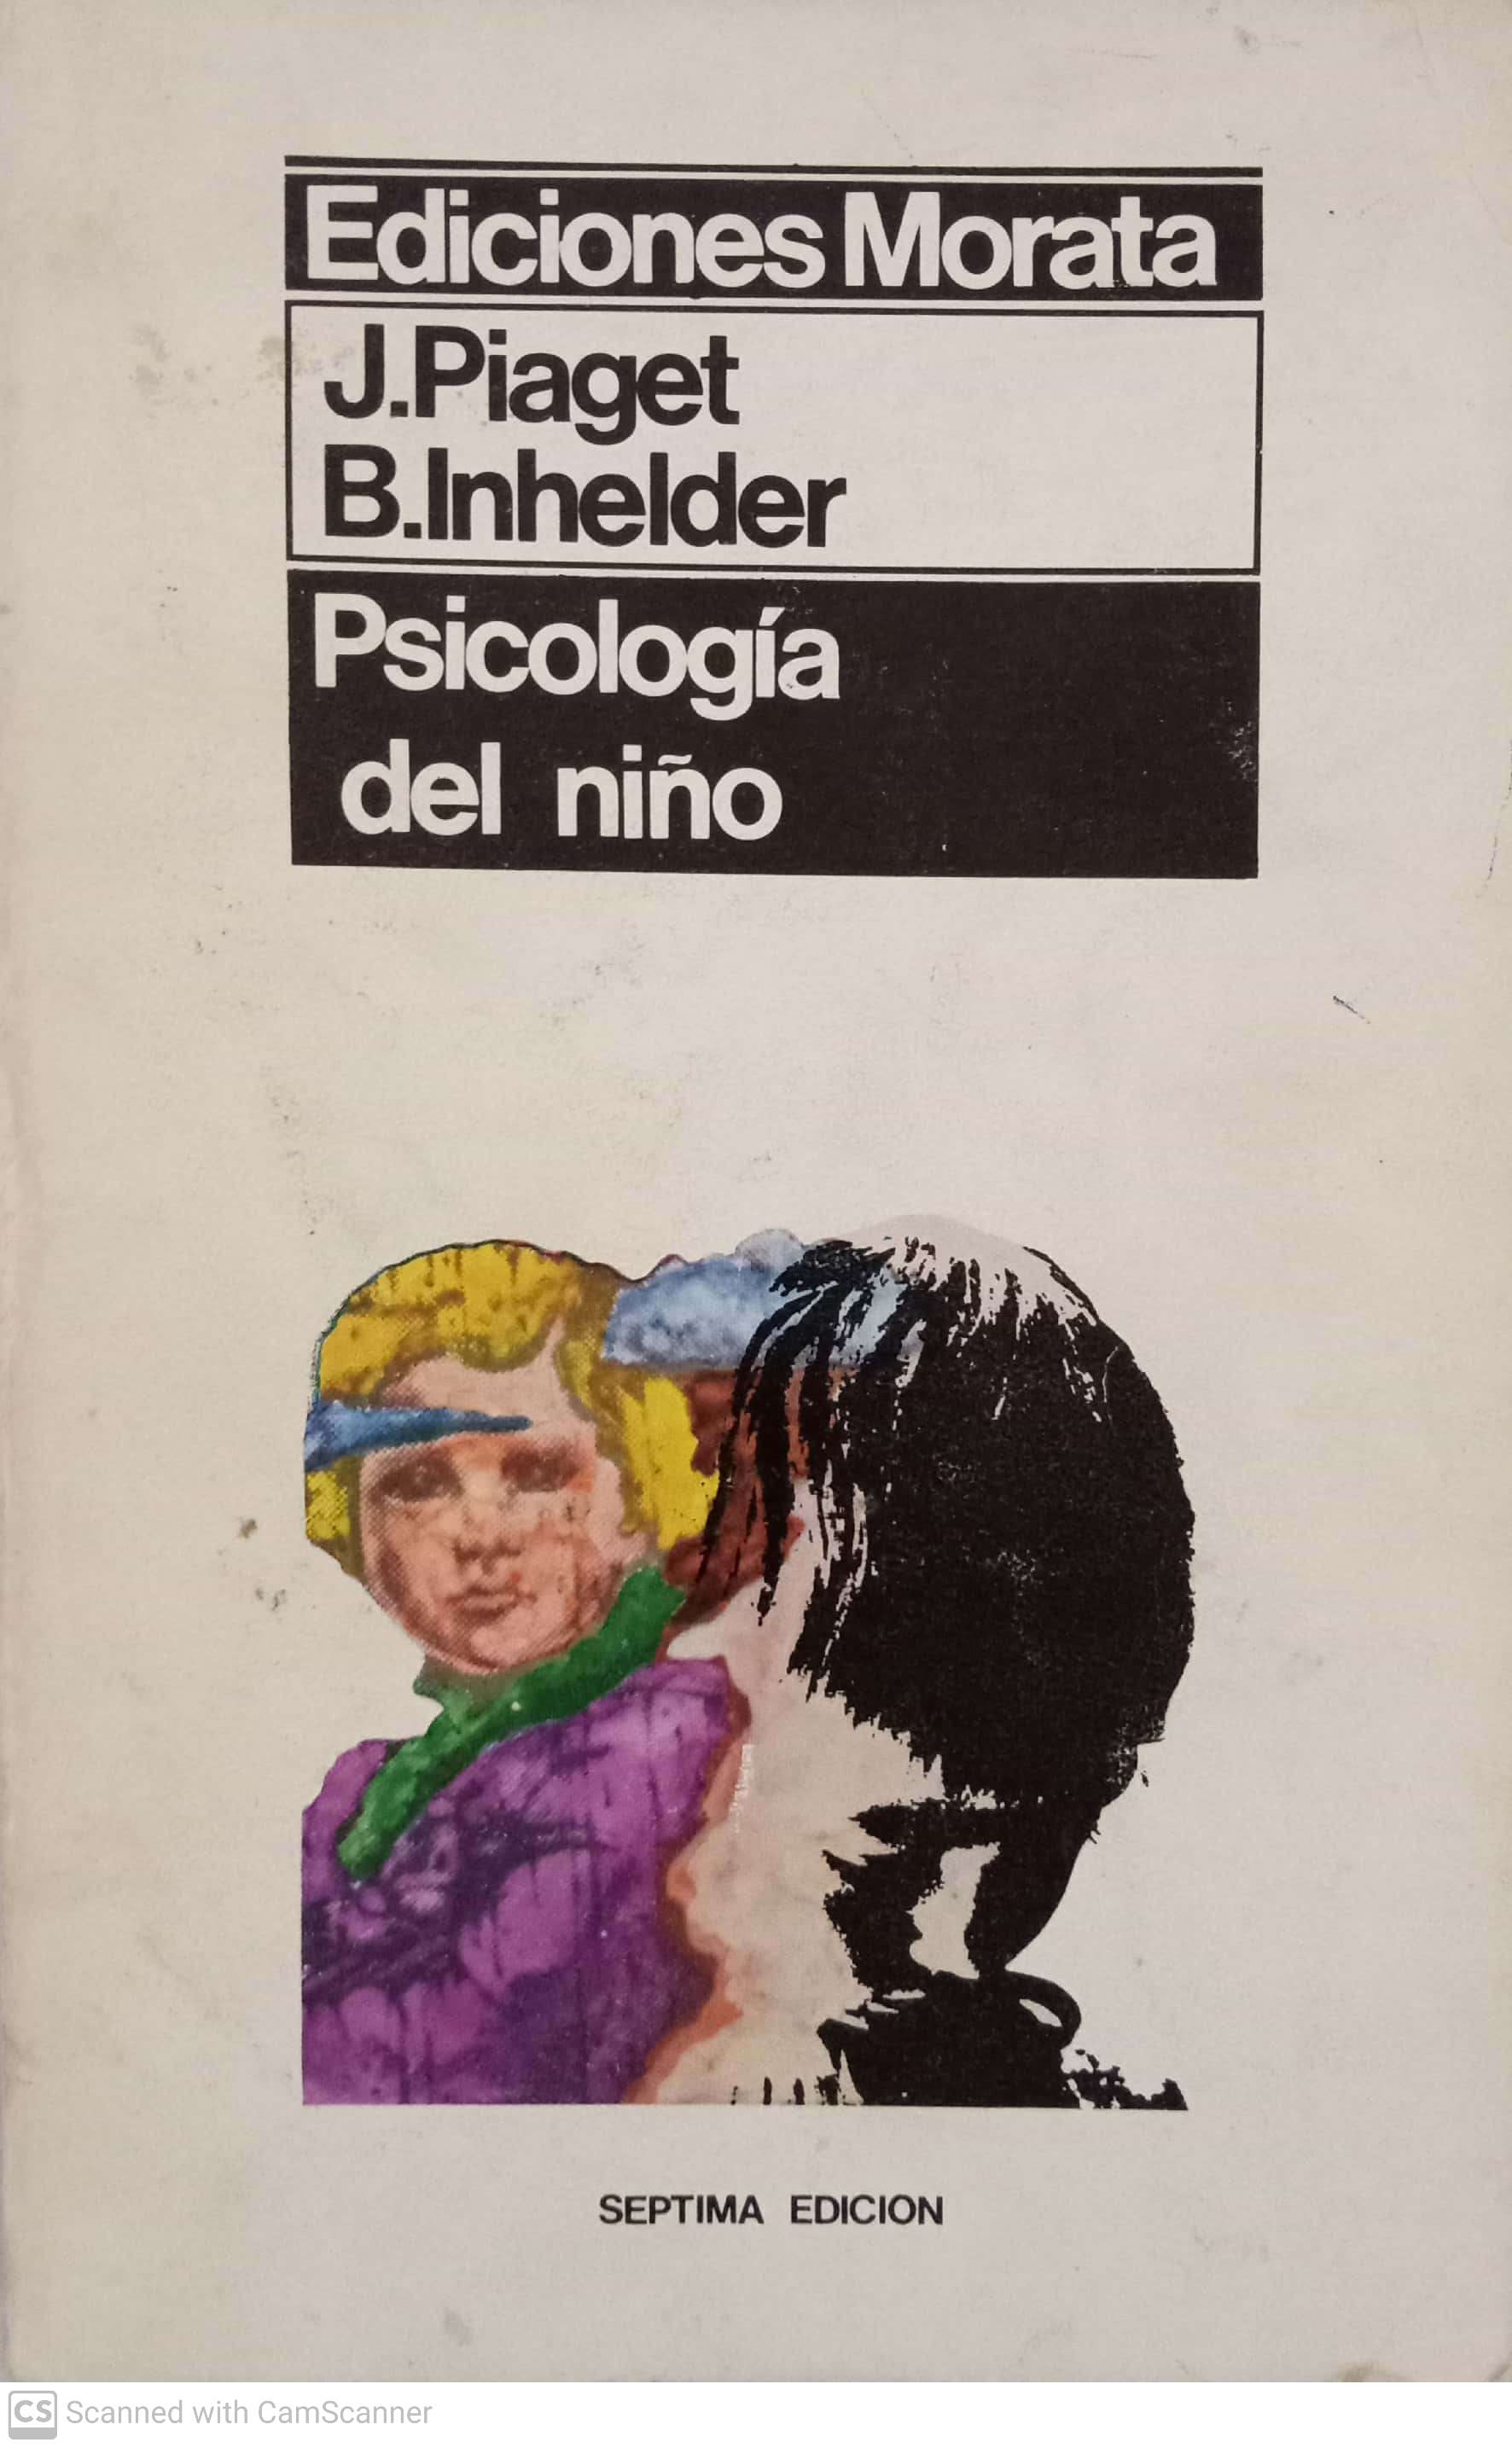 Ediciones Morata
J.Piaget
B.Inhelder
Psicología
del niño
SEPTIMA EDICION
CS Scanned with CamScanner